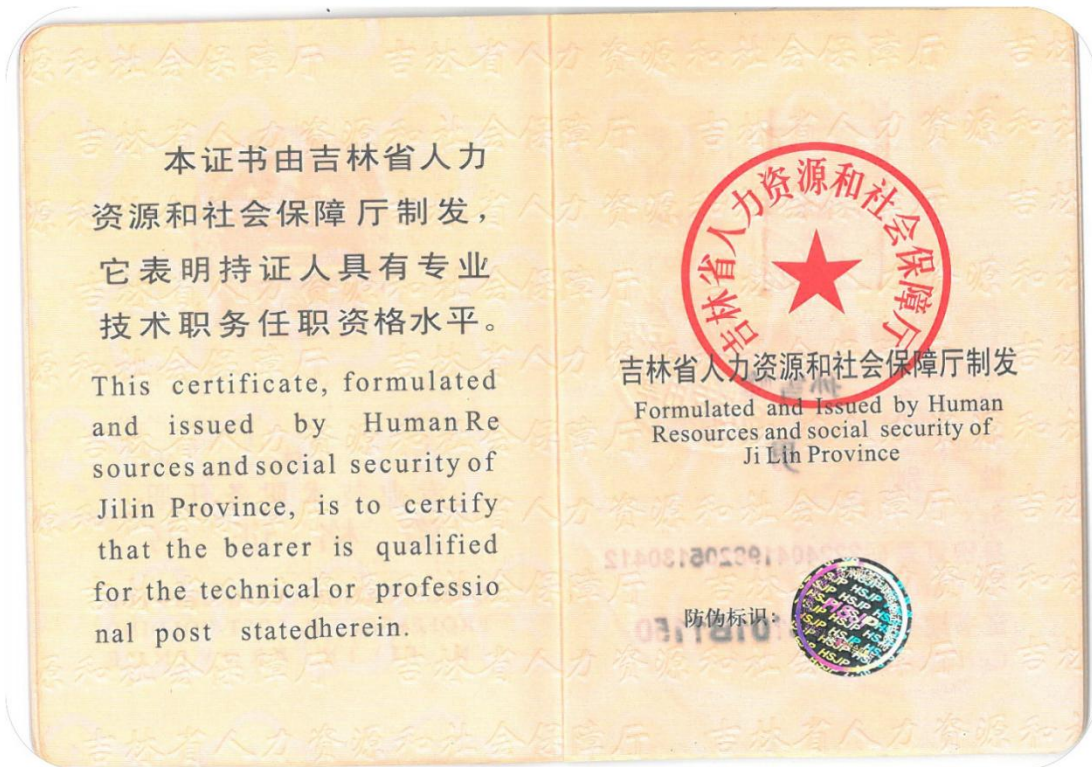 本证书由吉林省人力
资源和社会保障厅制发，
它表明持证人具有专业
技术职务任职资格水平。
This certificate, formulated
and issued by Human Re
sources and social security of
Jilin Province, is to certify
that the bearer is qualified
for the technical or professio
nal post statedherein.
吉林省人力资源和社会保障厅
吉林省人力资源和社会保障厅制发
Formulated and Issued by Human
Resources and social security of
Ji Lin Province
防伪标识：
HSJP